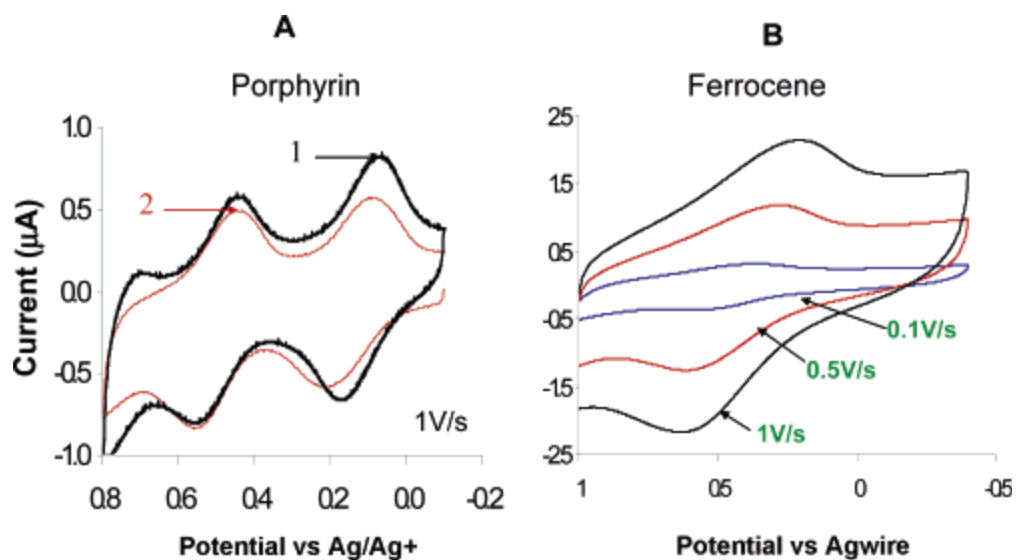 A
Porphyrin
1.0
0.5
0.0
-0.5
-1.0
Current (µA)
1
2
1V/s
0.8 0.6 0.4 0.2 0.0 -0.2
Potential vs Ag/Ag+
B
Ferrocene
25
15
05
-05
-15
-25
0.1V/s
0.5V/s
1V/s
1 05 0 -05
Potential vs Agwire